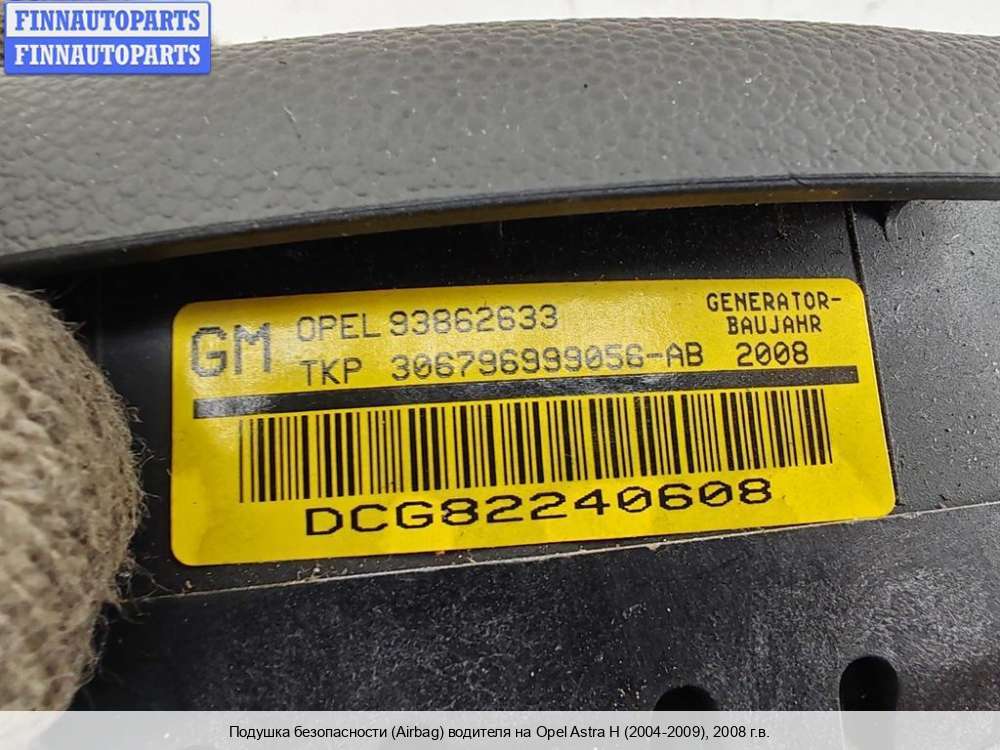 FINNAUTOPARTS
FINNAUTOPARTS
GM OPEL 93862633 GENERATOR-
BAUJAHR
TKP 306796999056-AB 2008
DCG82240608
Подушка безопасности (Airbag) водителя на Opel Astra H (2004-2009), 2008 г.в.